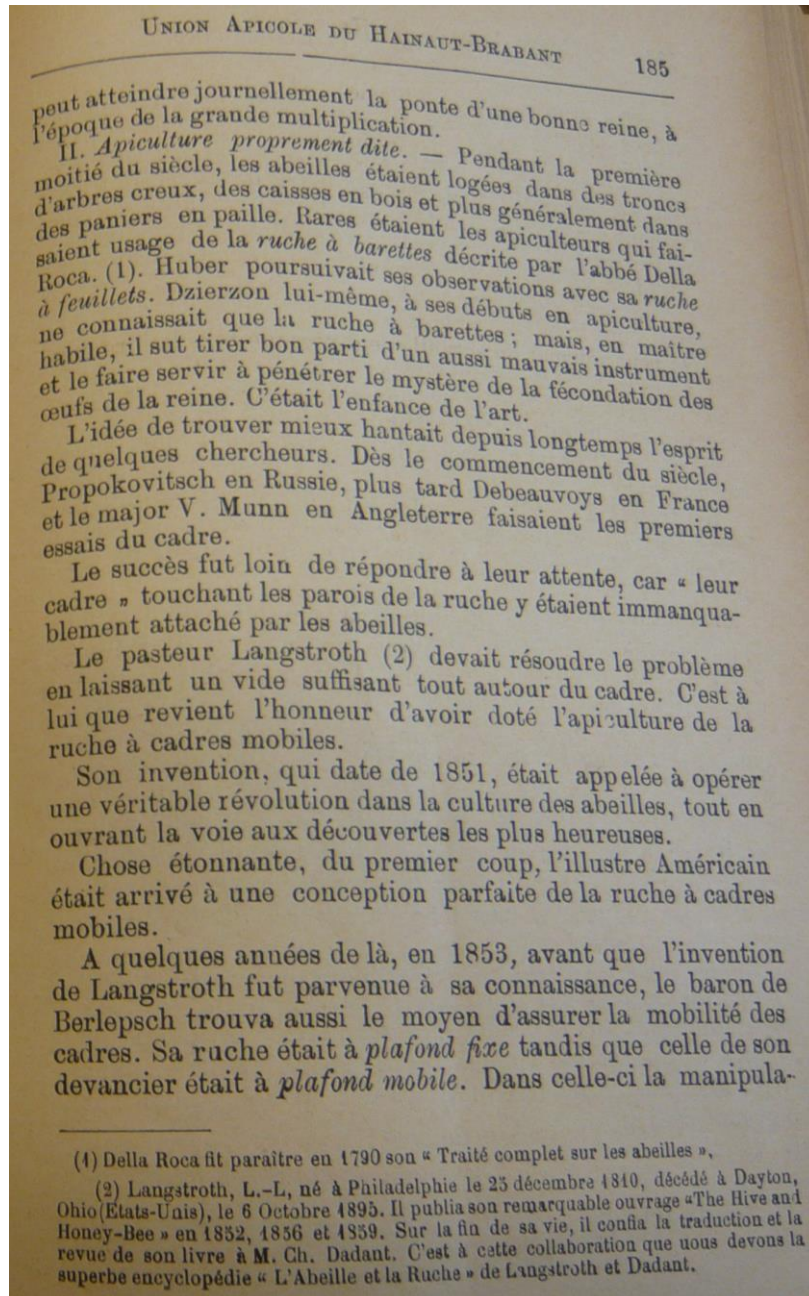 UNION APICOLE DU HAINAUT-BRABANT
185
peut atteindre journellement la ponte d'une bonne reine, à
l'époque de la grande multiplication.
II. Apiculture proprement dite. — Pendant la première
moitié du siècle, les abeilles étaient logées dans des troncs
d'arbres creux, des caisses en bois et plus généralement dans
des paniers en paille. Rares étaient les apiculteurs qui fai-
saient usage de la ruche à barettes décrite par l'abbé Della
Roca. (1). Huber poursuivait ses observations avec sa ruche
à feuillets. Dzierzon lui-même, à ses débuts en apiculture,
ne connaissait que la ruche à barettes ; mais, en maître
habile, il sut tirer bon parti d'un aussi mauvais instrument
et le faire servir à pénétrer le mystère de la fécondation des
œufs de la reine. C'était l'enfance de l'art.
L'idée de trouver mieux hantait depuis longtemps l'esprit
de quelques chercheurs. Dès le commencement du siècle,
Propokovitsch en Russie, plus tard Debeauvoys en France
et le major V. Munn en Angleterre faisaient les premiers
essais du cadre.
Le succès fut loin de répondre à leur attente, car « leur
cadre » touchant les parois de la ruche y étaient immanqua-
blement attaché par les abeilles.
Le pasteur Langstroth (2) devait résoudre le problème
en laissant un vide suffisant tout autour du cadre. C'est à
lui que revient l'honneur d'avoir doté l'apiculture de la
ruche à cadres mobiles.
Son invention, qui date de 1851, était appelée à opérer
une véritable révolution dans la culture des abeilles, tout en
ouvrant la voie aux découvertes les plus heureuses.
Chose étonnante, du premier coup, l'illustre Américain
était arrivé à une conception parfaite de la ruche à cadres
mobiles.
A quelques années de là, en 1853, avant que l'invention
de Langstroth fut parvenue à sa connaissance, le baron de
Berlepsch trouva aussi le moyen d'assurer la mobilité des
cadres. Sa ruche était à plafond fixe tandis que celle de son
devancier était à plafond mobile. Dans celle-ci la manipula-
(1) Della Roca fit paraître en 1790 son « Traité complet sur les abeilles ».
(2) Langstroth, L.-L, né à Philadelphie le 25 décembre 1810, décédé à Dayton,
Ohio (Etats-Unis), le 6 Octobre 1895. Il publia son remarquable ouvrage "The Hive and
Honey-Bee » en 1852, 1856 et 1859. Sur la fin de sa vie, il confia la traduction et la
revue de son livre à M. Ch. Dadant. C'est à cette collaboration que nous devons la
superbe encyclopédie « L'Abeille et la Ruche » de Langstroth et Dadant.